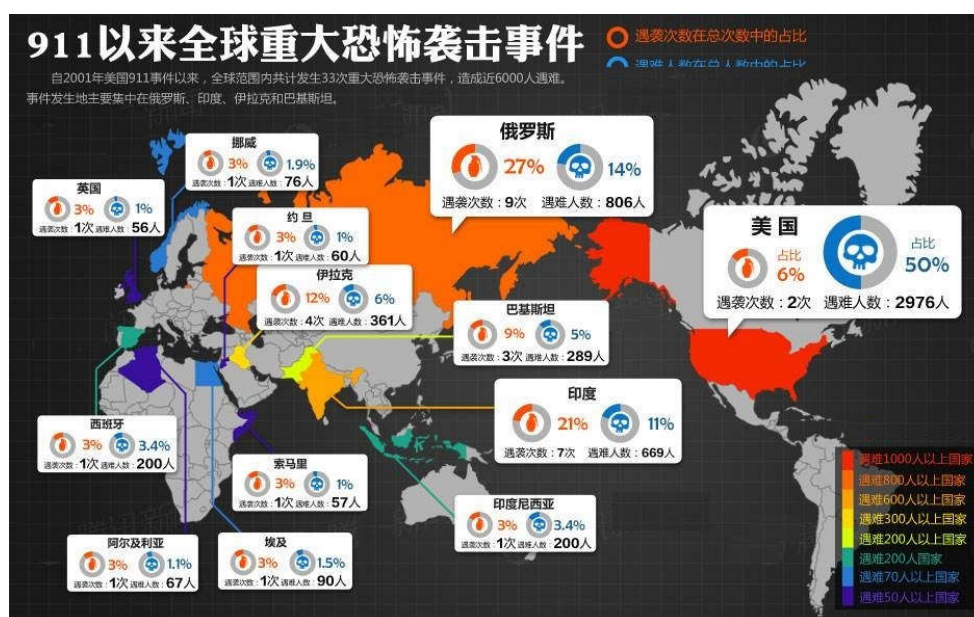 911以来全球重大恐怖袭击事件
遇袭次数在总次数中的占比
遇难人数在总人数中的占比
自2001年美国911事件以来，全球范围内共计发生33次重大恐怖袭击事件，造成近6000人遇难。
事件发生地主要集中在俄罗斯、印度、伊拉克和巴基斯坦。
俄罗斯
27% 14%
遇袭次数：9次 遇难人数：806人
挪威
3% 1.9%
遇袭次数：1次 遇难人数：76人
英国
3% 1%
遇袭次数：1次 遇难人数：56人
约旦
3% 1%
遇袭次数：1次 遇难人数：60人
美国
占比
6%
占比
50%
遇袭次数：2次 遇难人数：2976人
伊拉克
12% 6%
遇袭次数：4次 遇难人数：361人
巴基斯坦
9% 5%
遇袭次数：3次 遇难人数：289人
印度
21% 11%
遇袭次数：7次 遇难人数：669人
西班牙
3% 3.4%
遇袭次数：1次 遇难人数：200人
索马里
3% 1%
遇袭次数：1次 遇难人数：57人
印度尼西亚
3% 3.4%
遇袭次数：1次 遇难人数：200人
阿尔及利亚
3% 1.1%
遇袭次数：1次 遇难人数：67人
埃及
3% 1.5%
遇袭次数：1次 遇难人数：90人
遇难1000人以上国家
遇难800人以上国家
遇难600人以上国家
遇难300人以上国家
遇难200人以上国家
遇难200人国家
遇难70人以上国家
遇难50人以上国家